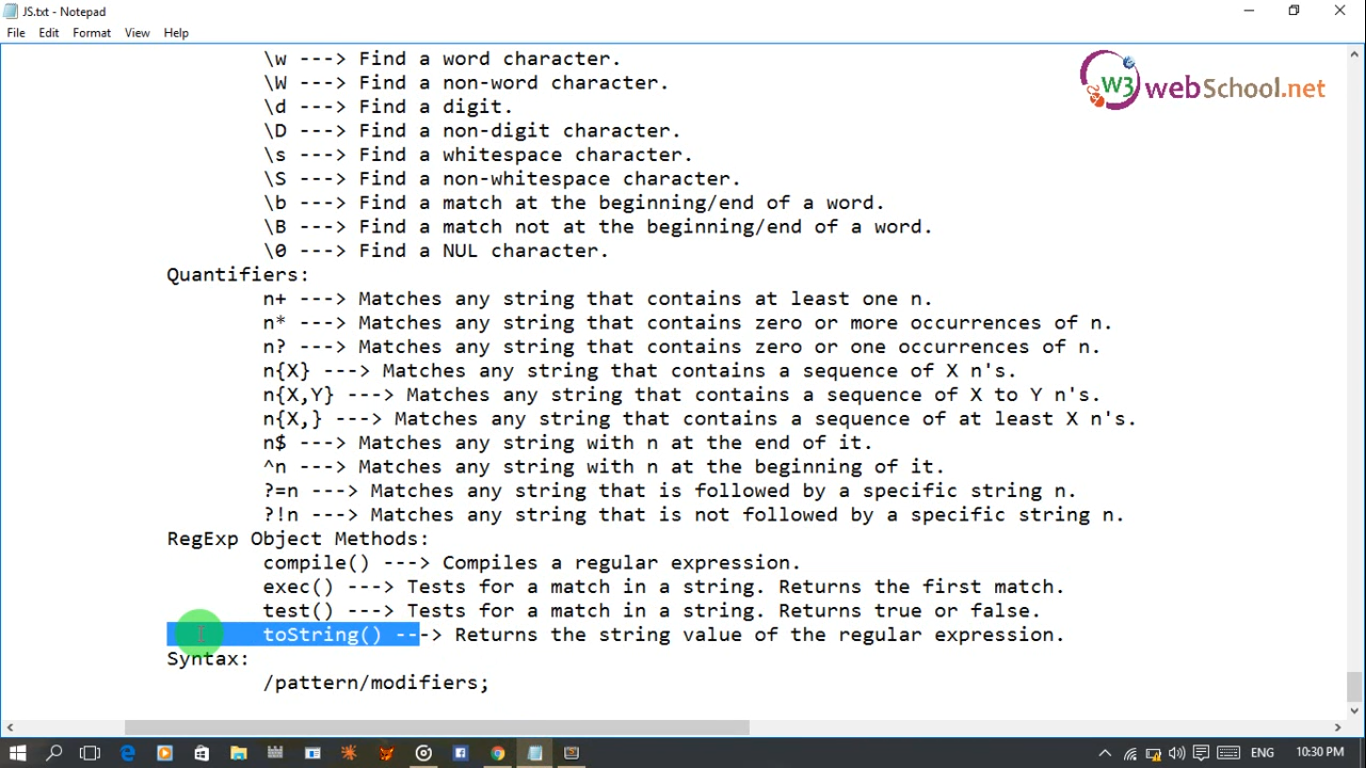 JS.txt - Notepad
File Edit Format View Help
W3 webSchool.net
\w ---> Find a word character.
\W ---> Find a non-word character.
\d ---> Find a digit.
\D ---> Find a non-digit character.
\s ---> Find a whitespace character.
\S ---> Find a non-whitespace character.
\b ---> Find a match at the beginning/end of a word.
\B ---> Find a match not at the beginning/end of a word.
\0 ---> Find a NUL character.
Quantifiers:
n+ ---> Matches any string that contains at least one n.
n* ---> Matches any string that contains zero or more occurrences of n.
n? ---> Matches any string that contains zero or one occurrences of n.
n{X} ---> Matches any string that contains a sequence of X n's.
n{X,Y} ---> Matches any string that contains a sequence of X to Y n's.
n{X,} ---> Matches any string that contains a sequence of at least X n's.
n$ ---> Matches any string with n at the end of it.
^n ---> Matches any string with n at the beginning of it.
?=n ---> Matches any string that is followed by a specific string n.
?!n ---> Matches any string that is not followed by a specific string n.
RegExp Object Methods:
compile() ---> Compiles a regular expression.
exec() ---> Tests for a match in a string. Returns the first match.
test() ---> Tests for a match in a string. Returns true or false.
toString() ---> Returns the string value of the regular expression.
Syntax:
/pattern/modifiers;
ENG 10:30 PM